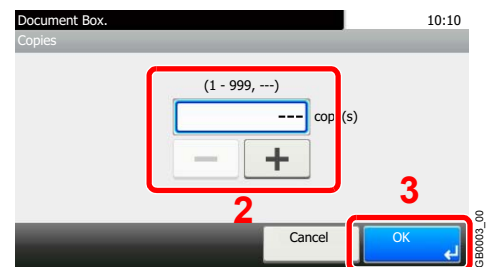 Document Box. 10:10
Copies
(1 - 999, ---)
--- cop (s)
− +
2
3
Cancel OK
GB0003_00